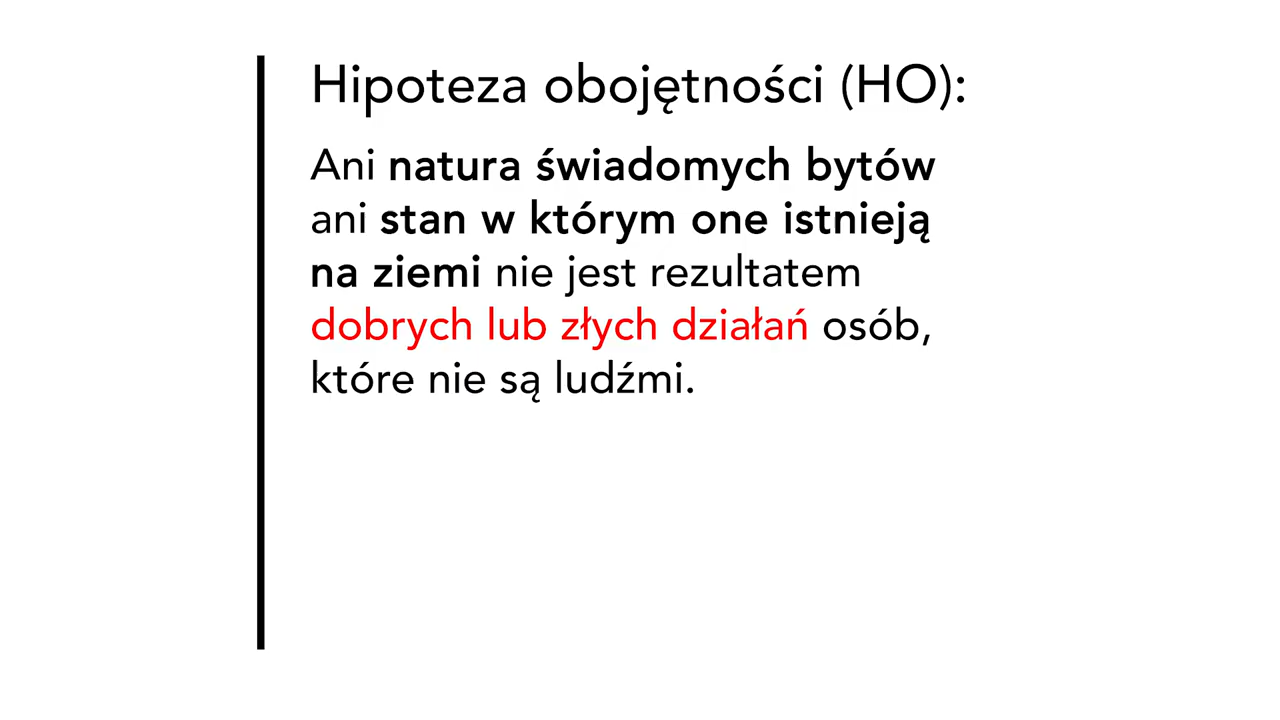 Hipoteza obojętności (HO):
Ani natura świadomych bytów
ani stan w którym one istnieją
na ziemi nie jest rezultatem
dobrych lub złych działań osób,
które nie są ludźmi.